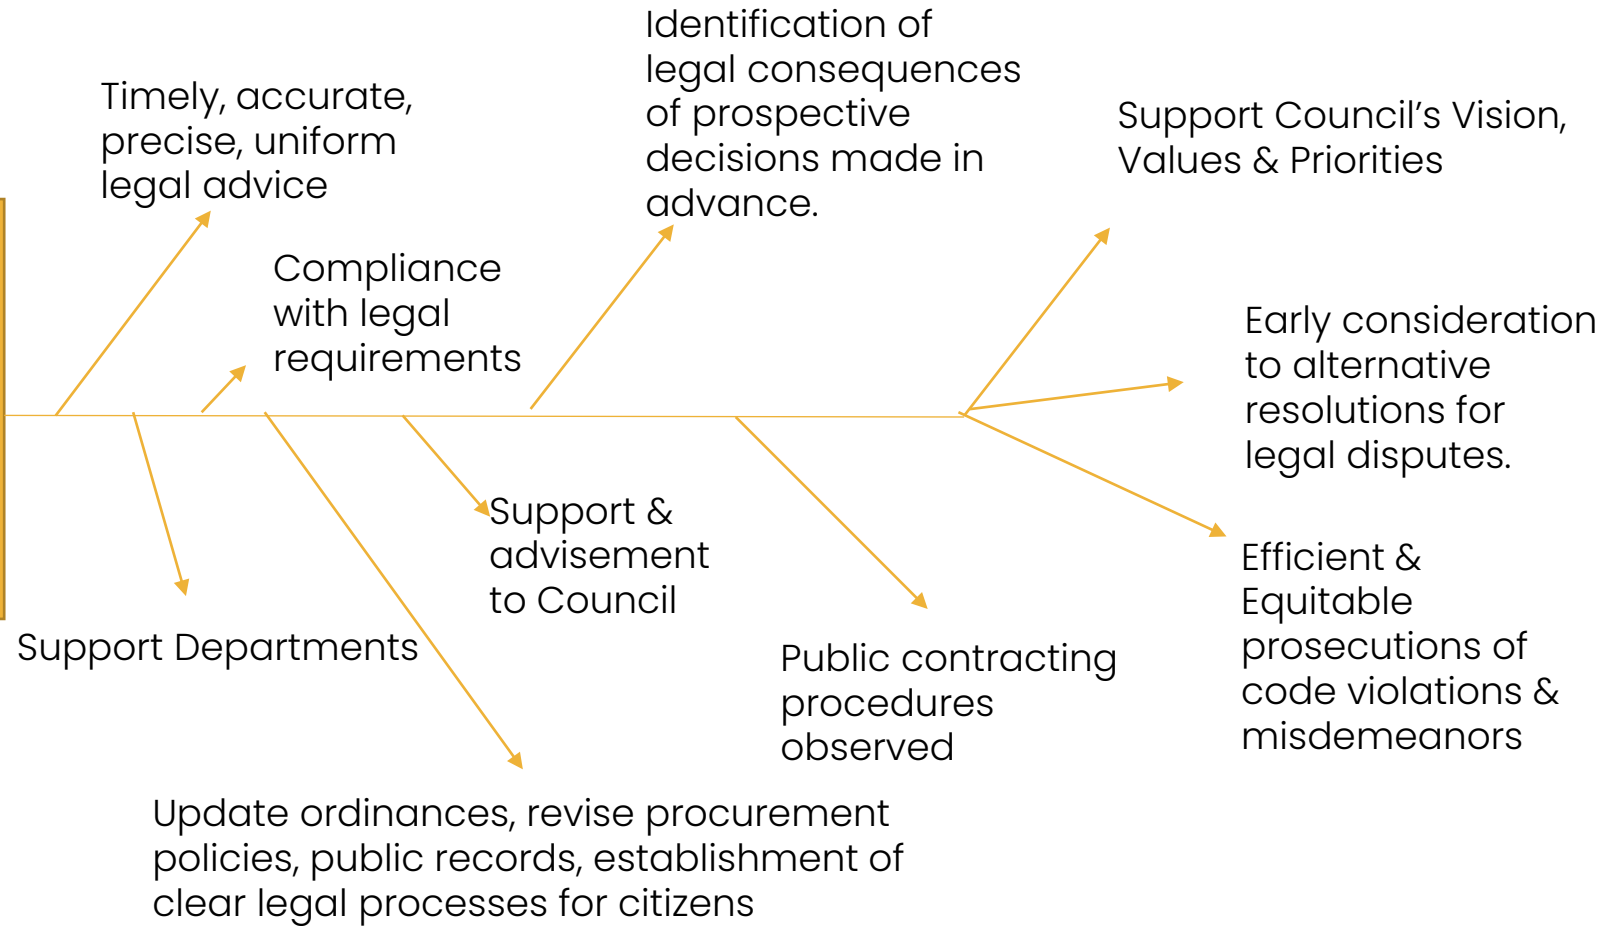 Identification of
legal consequences
of prospective
decisions made in
advance.
Timely, accurate,
precise, uniform
legal advice
Support Council’s Vision,
Values & Priorities
Compliance
with legal
requirements
Early consideration
to alternative
resolutions for
legal disputes.
Support &
advisement
to Council
Efficient &
Equitable
prosecutions of
code violations &
misdemeanors
Support Departments
Public contracting
procedures
observed
Update ordinances, revise procurement
policies, public records, establishment of
clear legal processes for citizens